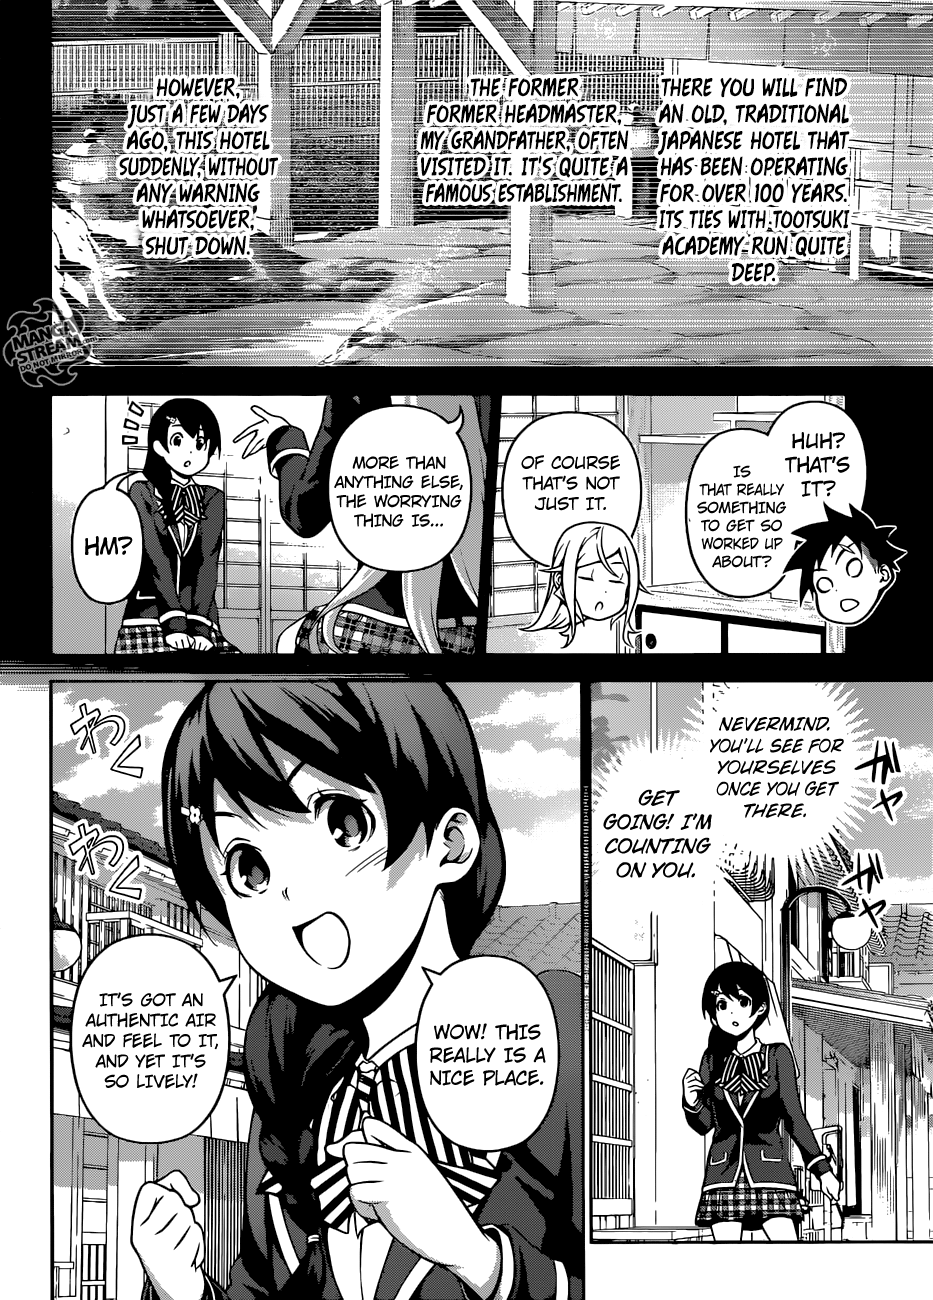 THERE YOU WILL FIND
AN OLD, TRADITIONAL
JAPANESE HOTEL THAT
HAS BEEN OPERATING
FOR OVER 100 YEARS.
ITS TIES WITH TOOTSUKI
ACADEMY RUN QUITE
DEEP.
THE FORMER
FORMER HEADMASTER,
MY GRANDFATHER, OFTEN
VISITED IT. IT'S QUITE A
FAMOUS ESTABLISHMENT.
HOWEVER,
JUST A FEW DAYS
AGO, THIS HOTEL
SUDDENLY, WITHOUT
ANY WARNING
WHATSOEVER,
SHUT DOWN.
MANGA
STREAM.com
DO NOT MIRROR
HUH?
THAT'S
IT?
IS
THAT REALLY
SOMETHING
TO GET SO
WORKED UP
ABOUT?
OF COURSE
THAT'S NOT
JUST IT.
MORE THAN
ANYTHING ELSE,
THE WORRYING
THING IS...
HM?
NEVERMIND.
YOU'LL SEE FOR
YOURSELVES
ONCE YOU GET
THERE.
GET
GOING! I'M
COUNTING
ON YOU.
ガヤ
ガヤ
WOW! THIS
REALLY IS A
NICE PLACE.
IT'S GOT AN
AUTHENTIC AIR
AND FEEL TO IT,
AND YET IT'S
SO LIVELY!
わく
わく